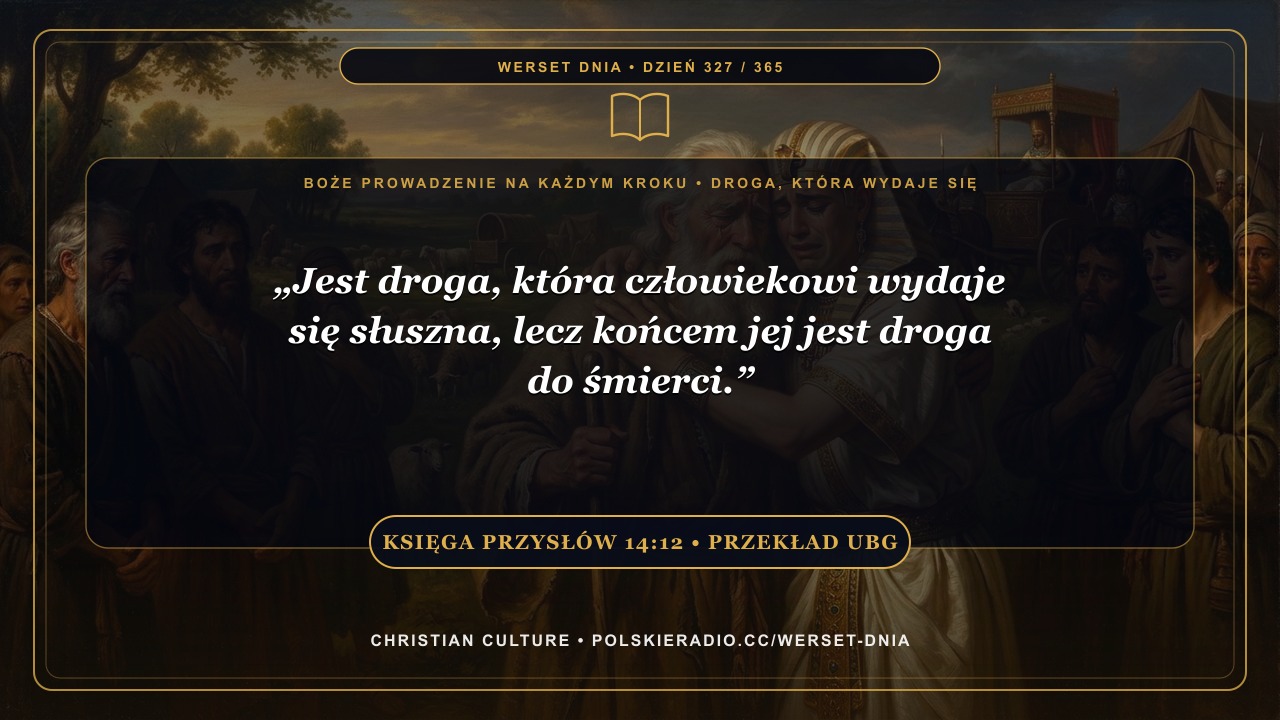 WERSET DNIA • DZIEŃ 327 / 365
BOŻE PROWADZENIE NA KAŻDYM KROKU • DROGA, KTÓRA WYDAJE SIĘ
„Jest droga, która człowiekowi wydaje
się słuszna, lecz końcem jej jest droga
do śmierci.”
KSIĘGA PRZYSŁÓW 14:12 • PRZEKŁAD UBG
CHRISTIAN CULTURE • POLSKIERADIO.CC/WERSET-DNIA